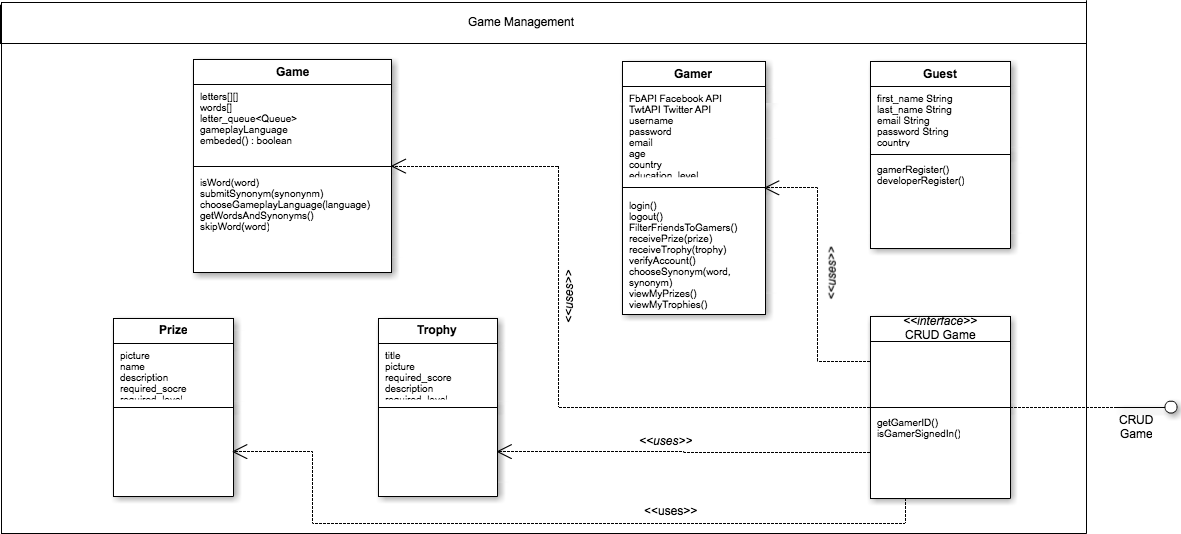 Game Management
Game
letters[][]
words[]
letter_queue<Queue>
gameplayLanguage
embeded() : boolean
isWord(word)
submitSynonym(synonynm)
chooseGameplayLanguage(language)
getWordsAndSynonyms()
skipWord(word)
Gamer
FbAPI Facebook API
TwtAPI Twitter API
username
password
email
age
country
education_level
login()
logout()
FilterFriendsToGamers()
receivePrize(prize)
receiveTrophy(trophy)
verifyAccount()
chooseSynonym(word,
synonym)
viewMyPrizes()
viewMyTrophies()
Guest
first_name String
last_name String
email String
password String
country
gamerRegister()
developerRegister()
<<uses>>
<<uses>>
Prize
picture
name
description
required_socre
required_level
Trophy
title
picture
required_score
description
required_level
<<interface>>
CRUD Game
getGamerID()
isGamerSignedIn()
CRUD
Game
<<uses>>
<<uses>>